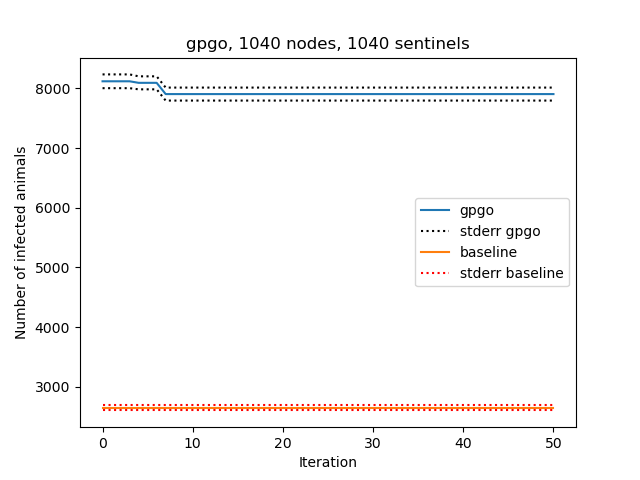 gpgo, 1040 nodes, 1040 sentinels
Number of infected animals
8000
7000
6000
5000
4000
3000
gpgo
stderr gpgo
baseline
stderr baseline
0 10 20 30 40 50
Iteration